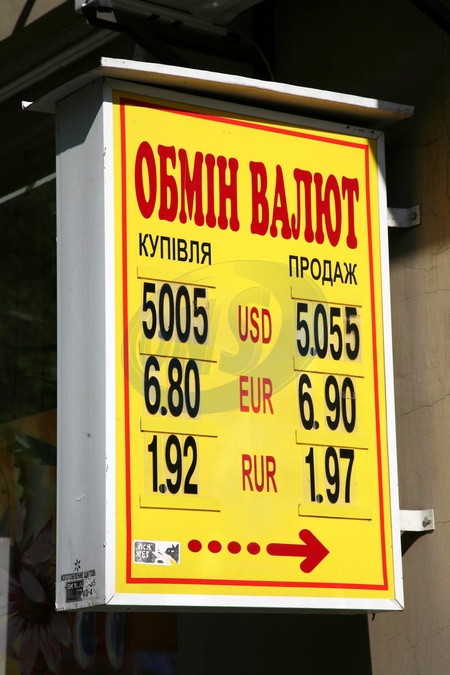 ОБМІН ВАЛЮТ
КУПІВЛЯ ПРОДАЖ
5005 USD 5.055
6.80 EUR 6.90
1.92 RUR 1.97